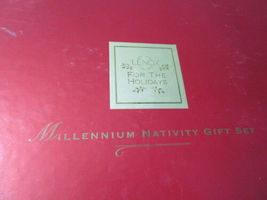 LENOX
FOR THE
HOLIDAYS
MILLENNIUM NATIVITY GIFT SET